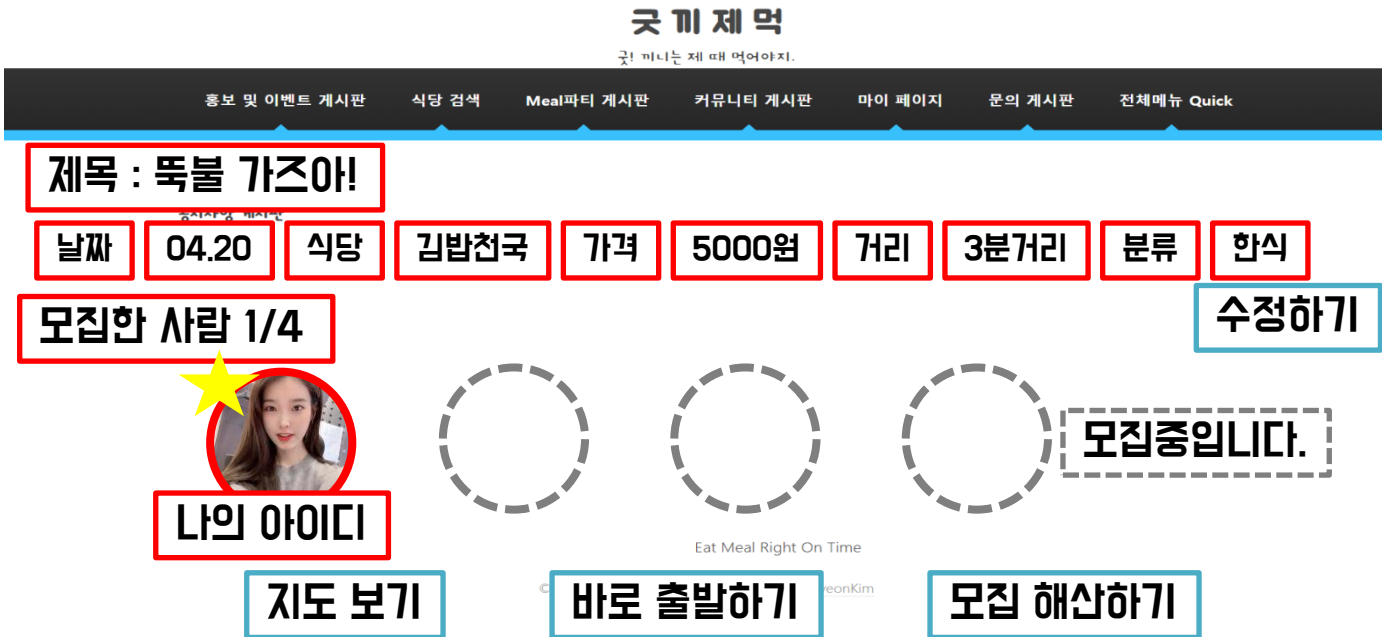 굿 끼 제 먹
굿! 끼니는 제 때 먹어야지.
홍보 및 이벤트 게시판 식당 검색 Meal파티 게시판 커뮤니티 게시판 마이 페이지 문의 게시판 전체메뉴 Quick
제목 : 뚝불 가즈아!
공지사항 게시판
날짜 04.20 식당 김밥천국 가격 5000원 거리 3분거리 분류 한식
수정하기
모집한 사람 1/4
모집중입니다.
나의 아이디
Eat Meal Right On Time
©
지도 보기 바로 출발하기 모집 해산하기